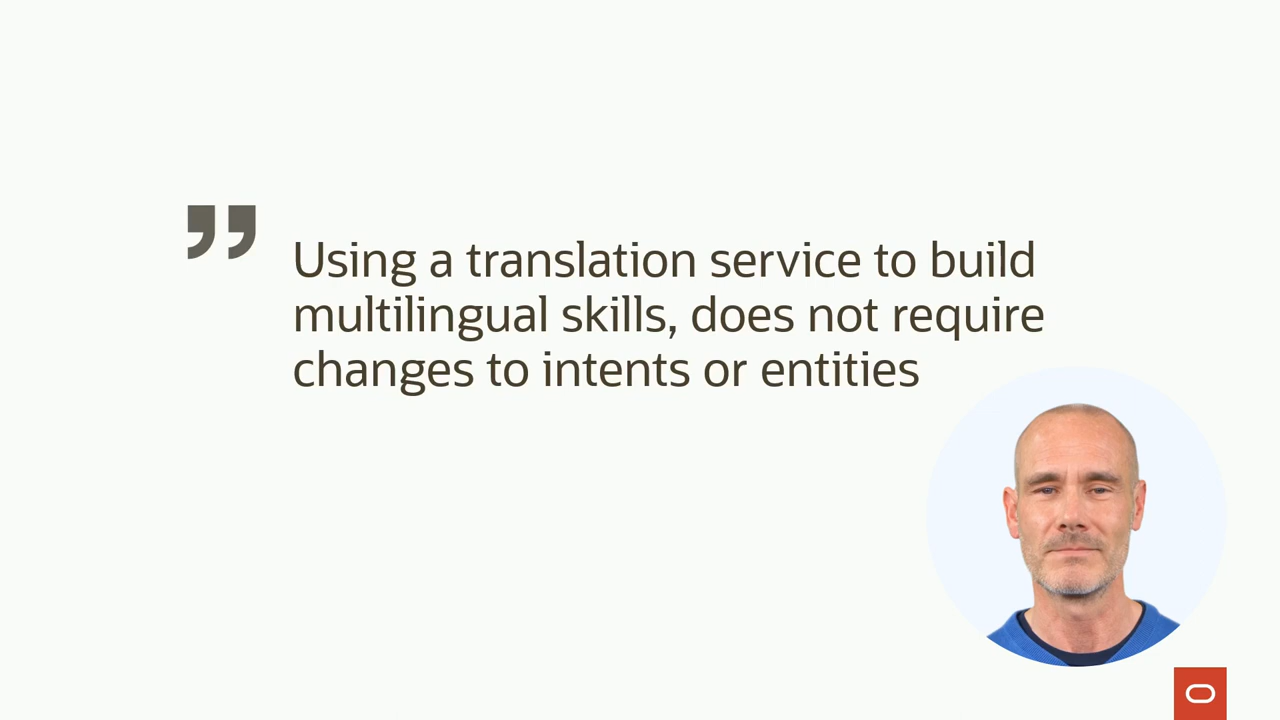 ” Using a translation service to build
multilingual skills, does not require
changes to intents or entities